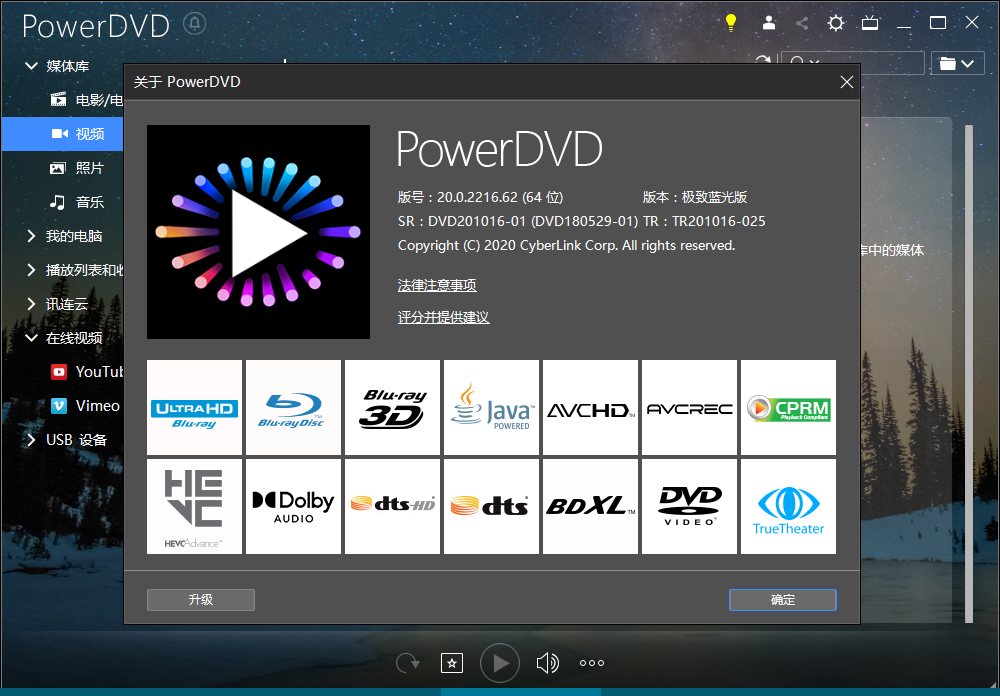 PowerDVD
媒体库
关于 PowerDVD
电影/电
视频
照片
音乐
我的电脑
播放列表和收
讯连云
在线视频
YouTub
Vimeo
USB 设备
PowerDVD
版号：20.0.2216.62 (64 位) 版本：极致蓝光版
SR：DVD201016-01 (DVD180529-01) TR：TR201016-025
Copyright (C) 2020 CyberLink Corp. All rights reserved.
库中的媒体
法律注意事项
评分并提供建议
ULTRA HD Blu-ray
Blu-ray Disc
Blu-ray 3D
Java POWERED
AVCHD
AVCREC
CPRM Playback Compliant
HEVC HEVC Advance
Dolby AUDIO
dts-HD
dts
BDXL
DVD VIDEO
TrueTheater
升级
确定